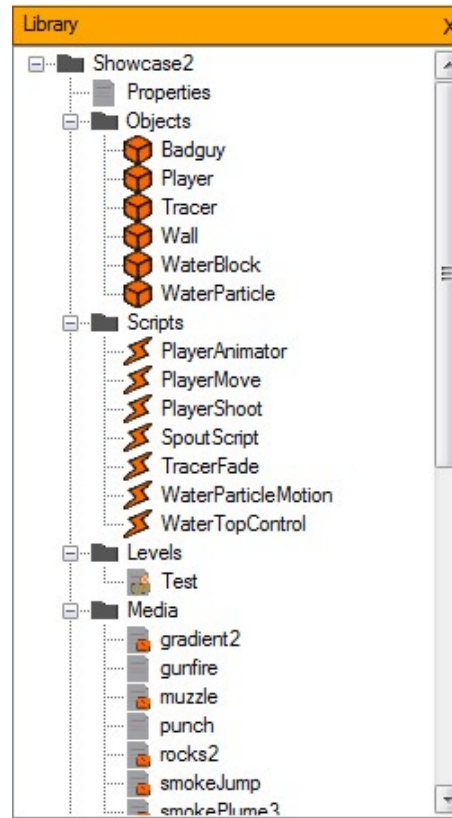 Library
Showcase2
Properties
Objects
Badguy
Player
Tracer
Wall
WaterBlock
WaterParticle
Scripts
PlayerAnimator
PlayerMove
PlayerShoot
SpoutScript
TracerFade
WaterParticleMotion
WaterTopControl
Levels
Test
Media
gradient2
gunfire
muzzle
punch
rocks2
smokeJump
smokePlume3